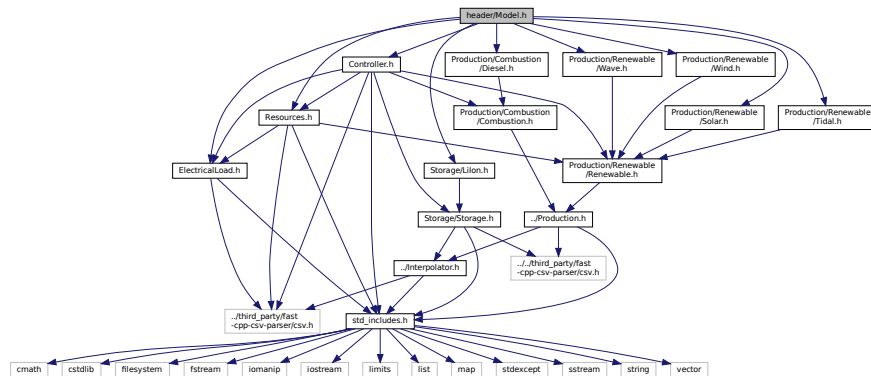 header/Model.h
Controller.h
Production/Combustion
/Diesel.h
Production/Renewable
/Wave.h
Production/Renewable
/Wind.h
Resources.h
Production/Combustion
/Combustion.h
Production/Renewable
/Solar.h
Production/Renewable
/Tidal.h
ElectricalLoad.h
Storage/LiIon.h
Production/Renewable
/Renewable.h
Storage/Storage.h
../Production.h
../Interpolator.h
../../third_party/fast
-cpp-csv-parser/csv.h
../third_party/fast
-cpp-csv-parser/csv.h
std_includes.h
cmath
cstdlib
filesystem
fstream
iomanip
iostream
limits
list
map
stdexcept
sstream
string
vector